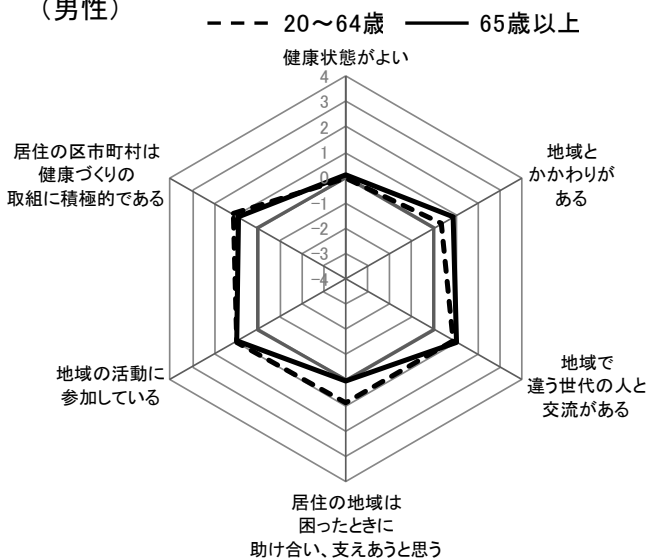 （男性）
20～64歳
65歳以上
健康状態がよい
4
3
2
1
0
-1
-2
-3
-4
地域と
かかわりが
ある
地域で
違う世代の人と
交流がある
居住の地域は
困ったときに
助け合い、支えあうと思う
地域の活動に
参加している
居住の区市町村は
健康づくりの
取組に積極的である